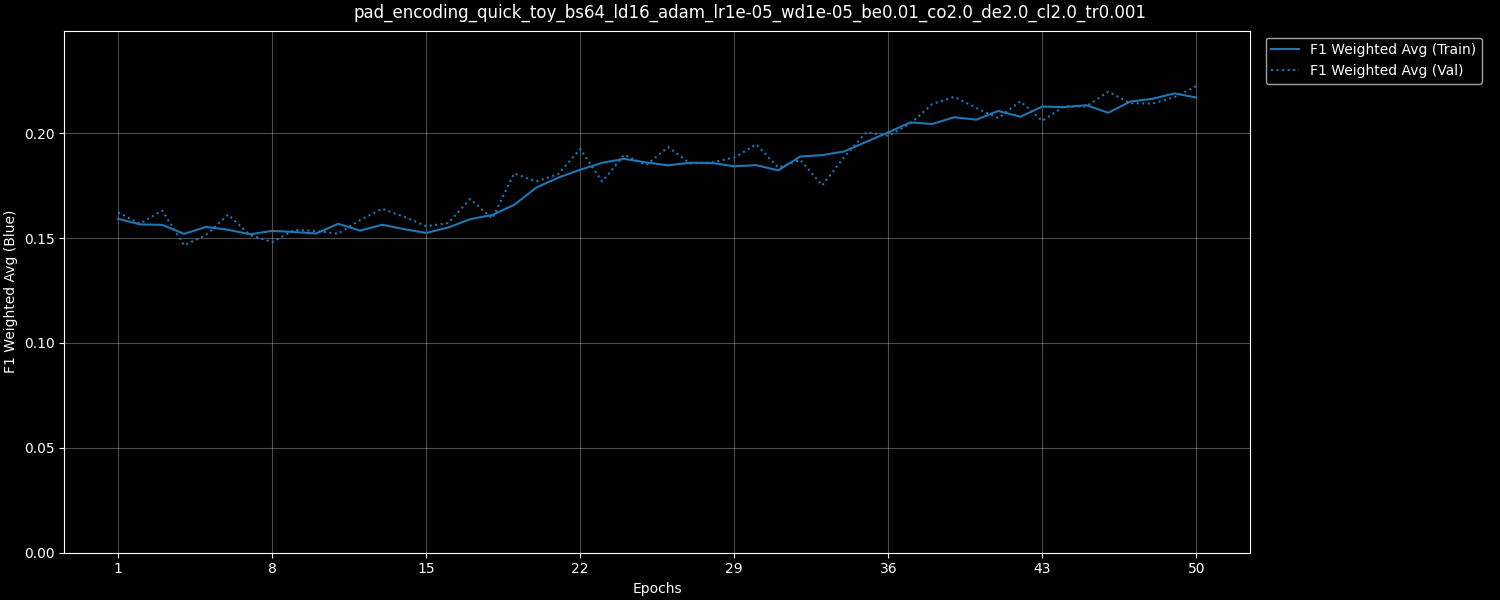 pad_encoding_quick_toy_bs64_ld16_adam_lr1e-05_wd1e-05_be0.01_co2.0_de2.0_cl2.0_tr0.001
F1 Weighted Avg (Train)
F1 Weighted Avg (Val)
F1 Weighted Avg (Blue)
0.20
0.15
0.10
0.05
0.00
1 8 15 22 29 36 43 50
Epochs